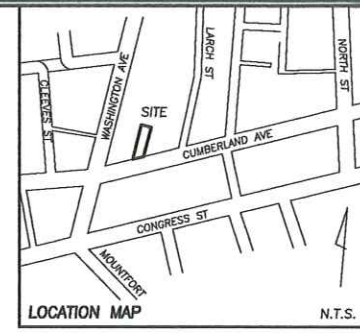 CLEEVES ST
WASHINGTON AVE
LARCH ST
NORTH ST
SITE
CUMBERLAND AVE
CONGRESS ST
MOUNTFORT
LOCATION MAP
N.T.S.